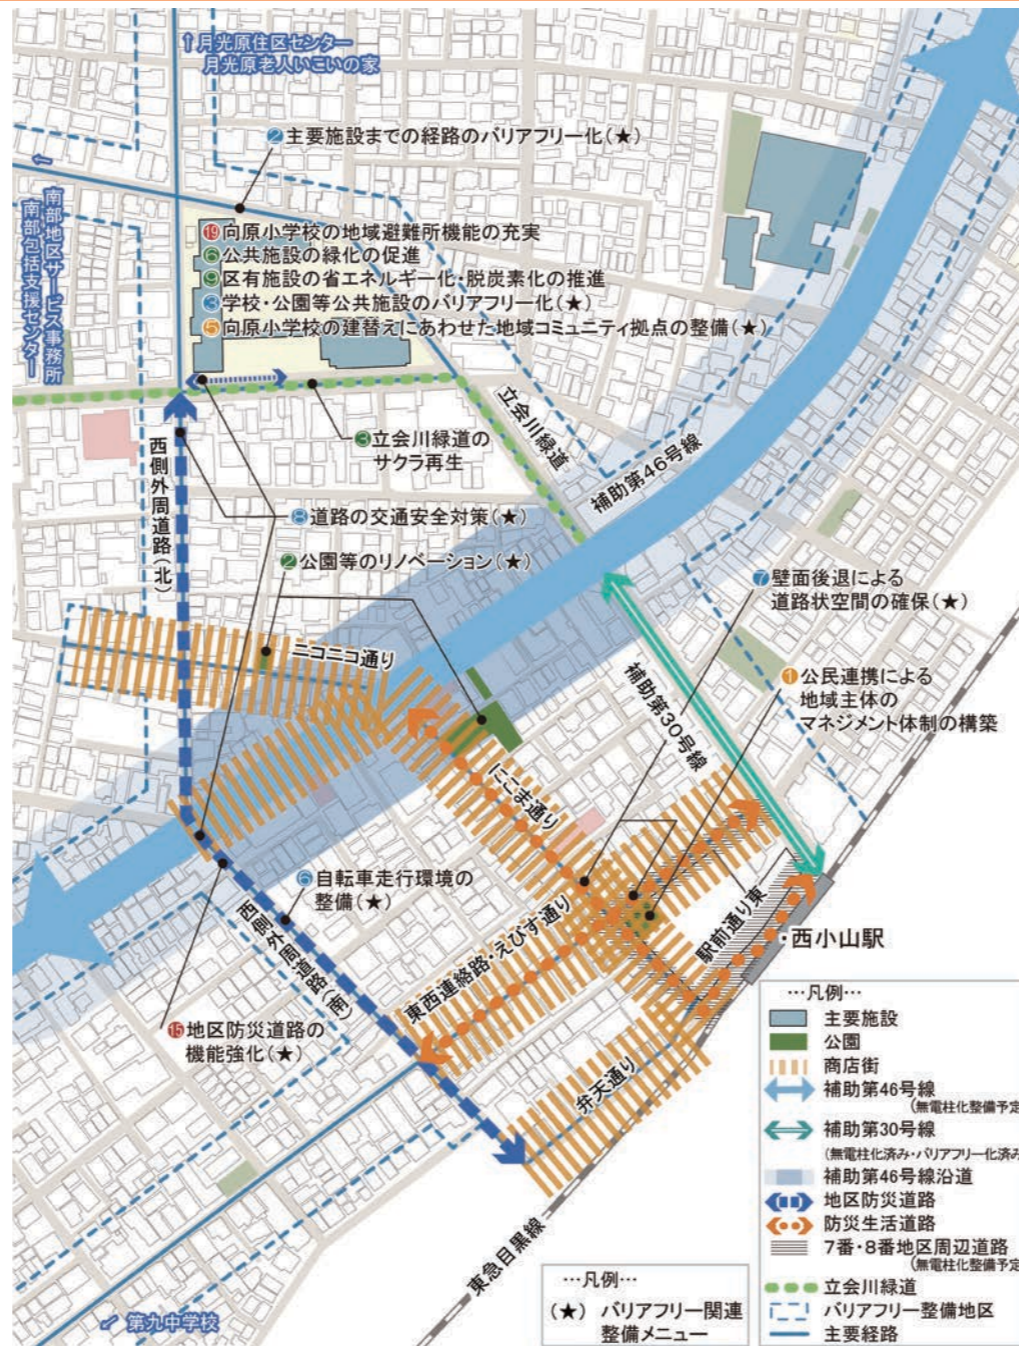 ↑月光原住区センター
月光原老人いこいの家
②主要施設までの経路のバリアフリー化(★)
←
南部地区サービス事務所
南部包括支援センター
⑲向原小学校の地域避難所機能の充実
⑥公共施設の緑化の促進
⑨区有施設の省エネルギー化・脱炭素化の推進
③学校・公園等公共施設のバリアフリー化(★)
⑤向原小学校の建替えにあわせた地域コミュニティ拠点の整備(★)
立会川緑道
③立会川緑道の
サクラ再生
補助第46号線
西側外周道路(北)
⑧道路の交通安全対策(★)
②公園等のリノベーション(★)
⑦壁面後退による
道路状空間の確保(★)
ニコニコ通り
補助第30号線
①公民連携による
地域主体の
マネジメント体制の構築
にこま通り
⑥自転車走行環境の
整備(★)
西側外周道路(南)
東西連絡路・えびす通り
駅前通り東
・西小山駅
⑮地区防災道路の
機能強化(★)
弁天通り
東急目黒線
↙ 第九中学校
…凡例…
(★) バリアフリー関連
整備メニュー
…凡例…
主要施設
公園
商店街
補助第46号線
(無電柱化整備予定)
補助第30号線
(無電柱化済み・バリアフリー化済み)
補助第46号線沿道
地区防災道路
防災生活道路
7番・8番地区周辺道路
(無電柱化整備予定)
立会川緑道
バリアフリー整備地区
主要経路